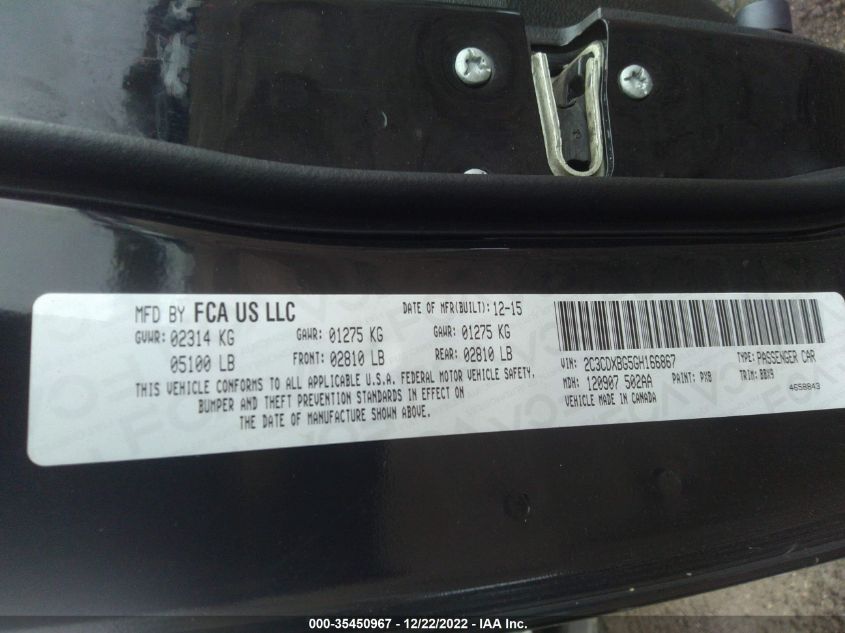 MFD BY FCA US LLC
DATE OF MFR(BUILT): 12-15
GVWR: 02314 KG GAWR: 01275 KG GAWR: 01275 KG
05100 LB FRONT: 02810 LB REAR: 02810 LB
THIS VEHICLE CONFORMS TO ALL APPLICABLE U.S.A. FEDERAL MOTOR VEHICLE SAFETY,
BUMPER AND THEFT PREVENTION STANDARDS IN EFFECT ON
THE DATE OF MANUFACTURE SHOWN ABOVE.
VIN: 2C3CDXBG5GH166867 TYPE: PASSENGER CAR
MDH: 120907 502AA PAINT: PX8 TRIM: BBX9
VEHICLE MADE IN CANADA 4658843
000-35450967 - 12/22/2022 - IAA Inc.